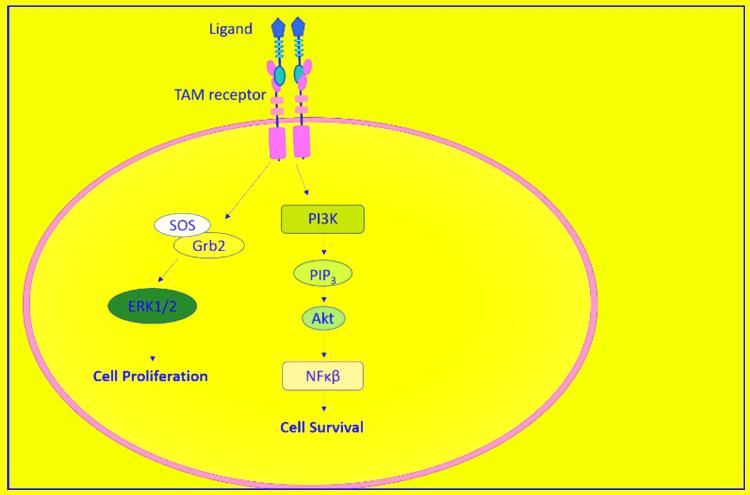 Ligand
TAM receptor
SOS
Grb2
PI3K
PIP3
ERK1/2
Akt
Cell Proliferation
NFκβ
Cell Survival